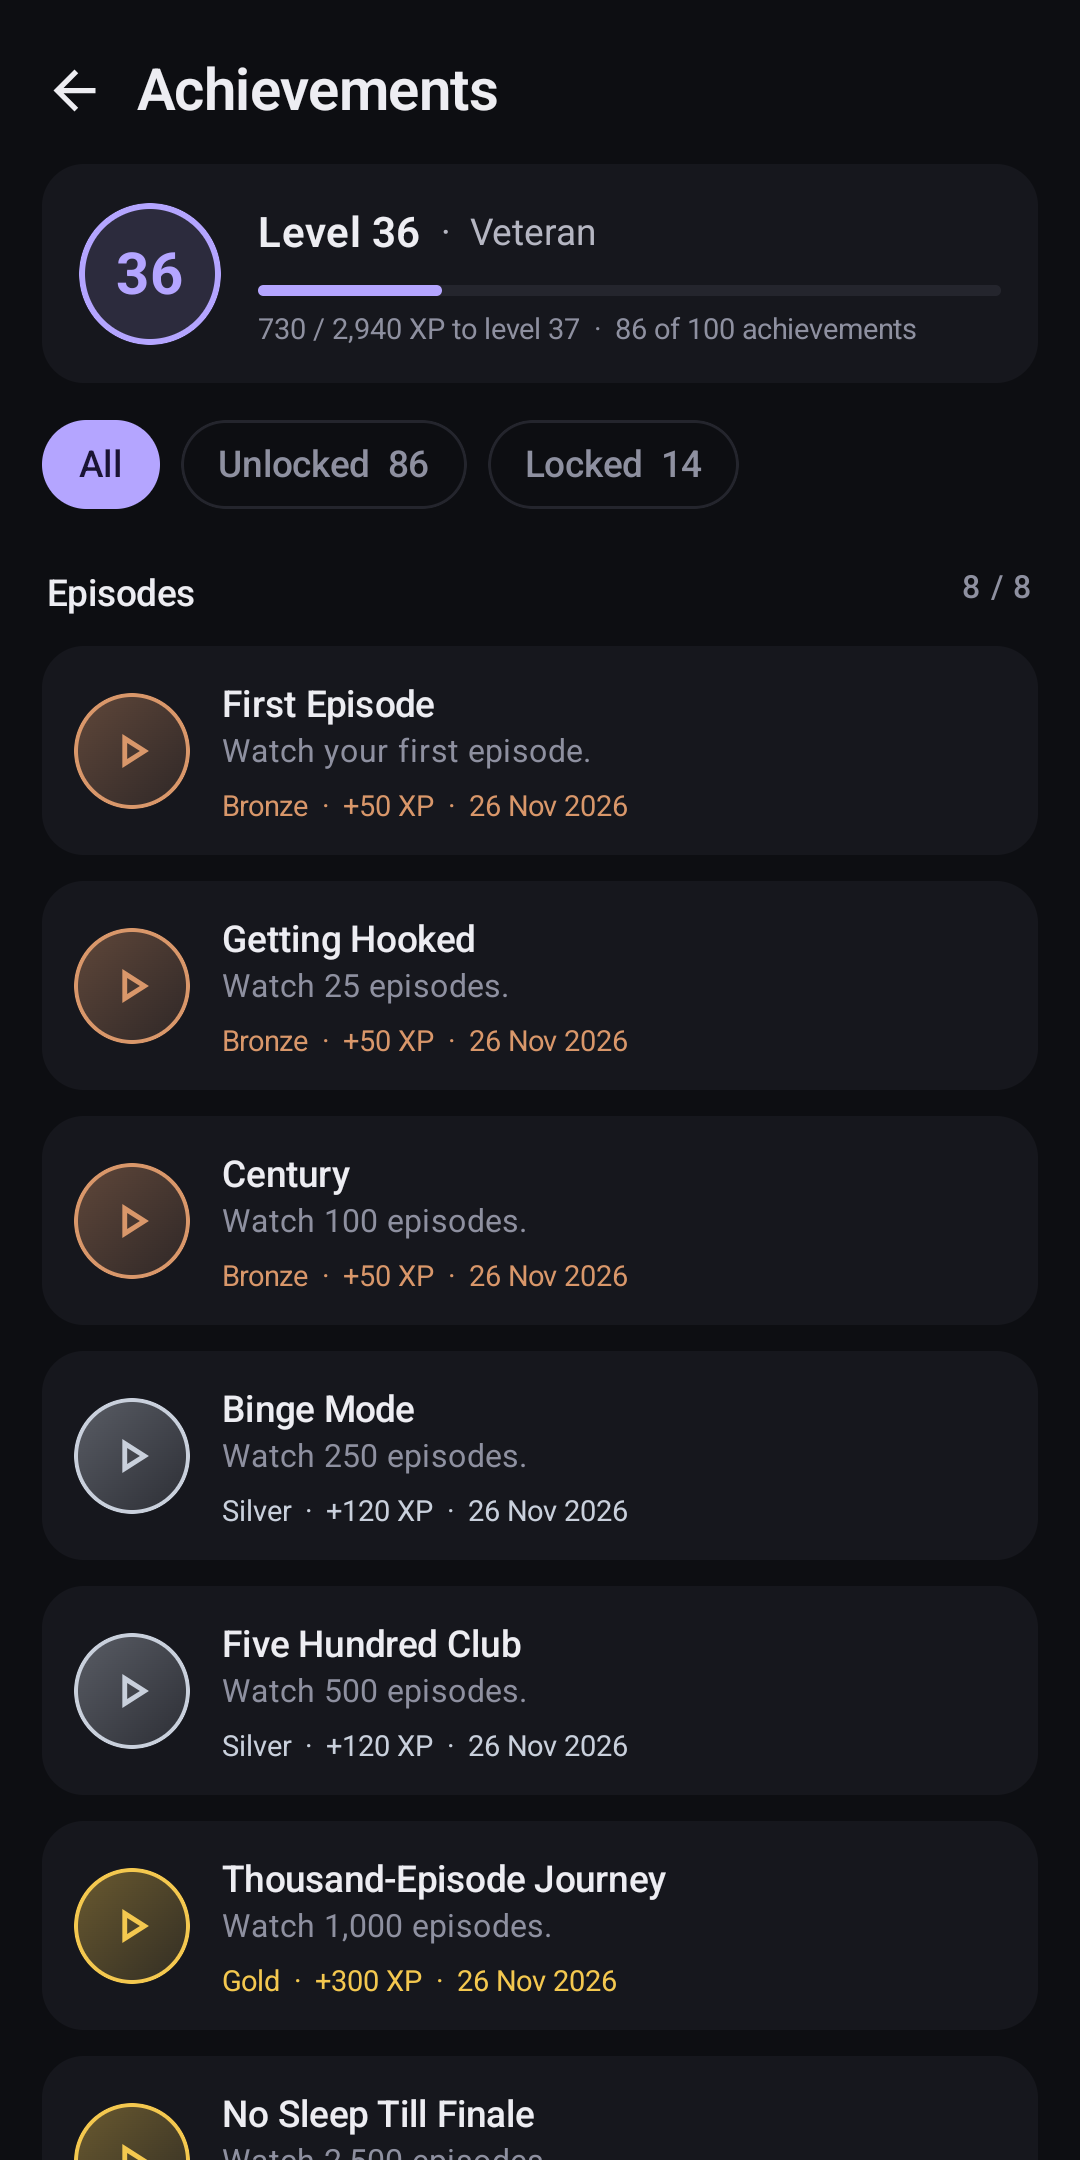 Achievements
36
Level 36 · Veteran
730 / 2,940 XP to level 37 · 86 of 100 achievements
All
Unlocked 86
Locked 14
Episodes
8 / 8
First Episode
Watch your first episode.
Bronze · +50 XP · 26 Nov 2026
Getting Hooked
Watch 25 episodes.
Bronze · +50 XP · 26 Nov 2026
Century
Watch 100 episodes.
Bronze · +50 XP · 26 Nov 2026
Binge Mode
Watch 250 episodes.
Silver · +120 XP · 26 Nov 2026
Five Hundred Club
Watch 500 episodes.
Silver · +120 XP · 26 Nov 2026
Thousand-Episode Journey
Watch 1,000 episodes.
Gold · +300 XP · 26 Nov 2026
No Sleep Till Finale
Watch 2,500 episodes.